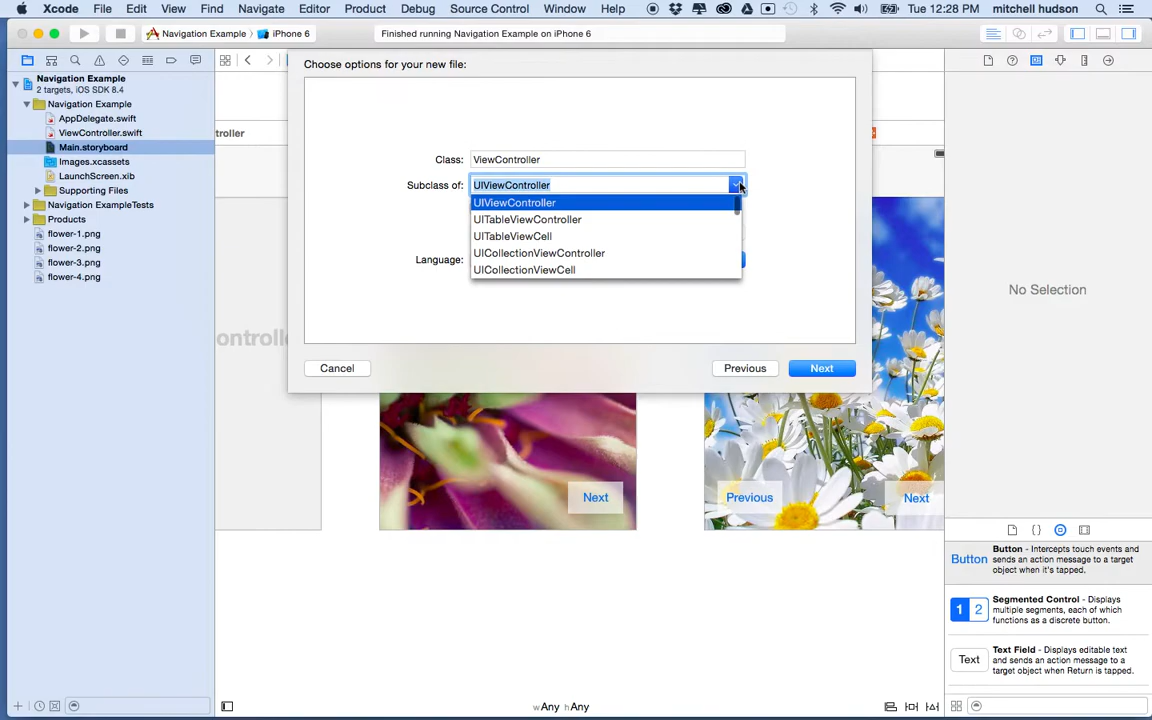 Xcode File Edit View Find Navigate Editor Product Debug Source Control Window Help Tue 12:28 PM mitchell hudson
Navigation Example iPhone 6 Finished running Navigation Example on iPhone 6
Navigation Example
2 targets, iOS SDK 8.4
Navigation Example
AppDelegate.swift
ViewController.swift
Main.storyboard
Images.xcassets
LaunchScreen.xib
Supporting Files
Navigation ExampleTests
Products
flower-1.png
flower-2.png
flower-3.png
flower-4.png
troller
ontrolle
Choose options for your new file:
Class: ViewController
Subclass of: UIViewController
UIViewController
UITableViewController
UITableViewCell
UICollectionViewController
UICollectionViewCell
Language:
Cancel Previous Next
Next
Previous Next
No Selection
Button - Intercepts touch events and
sends an action message to a target
object when it's tapped.
Button
Segmented Control - Displays
multiple segments, each of which
functions as a discrete button.
1 2
Text Field - Displays editable text
and sends an action message to a
target object when Return is tapped.
Text
wAny hAny